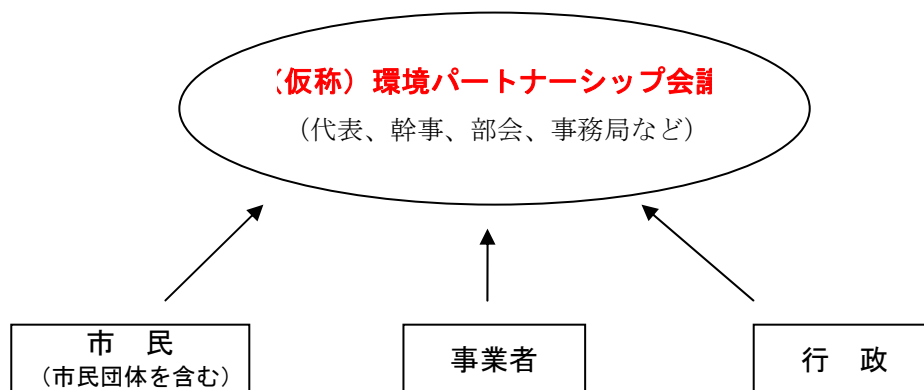 （仮称）環境パートナーシップ会議
（代表、幹事、部会、事務局など）
市　民
（市民団体を含む）
事業者
行　政